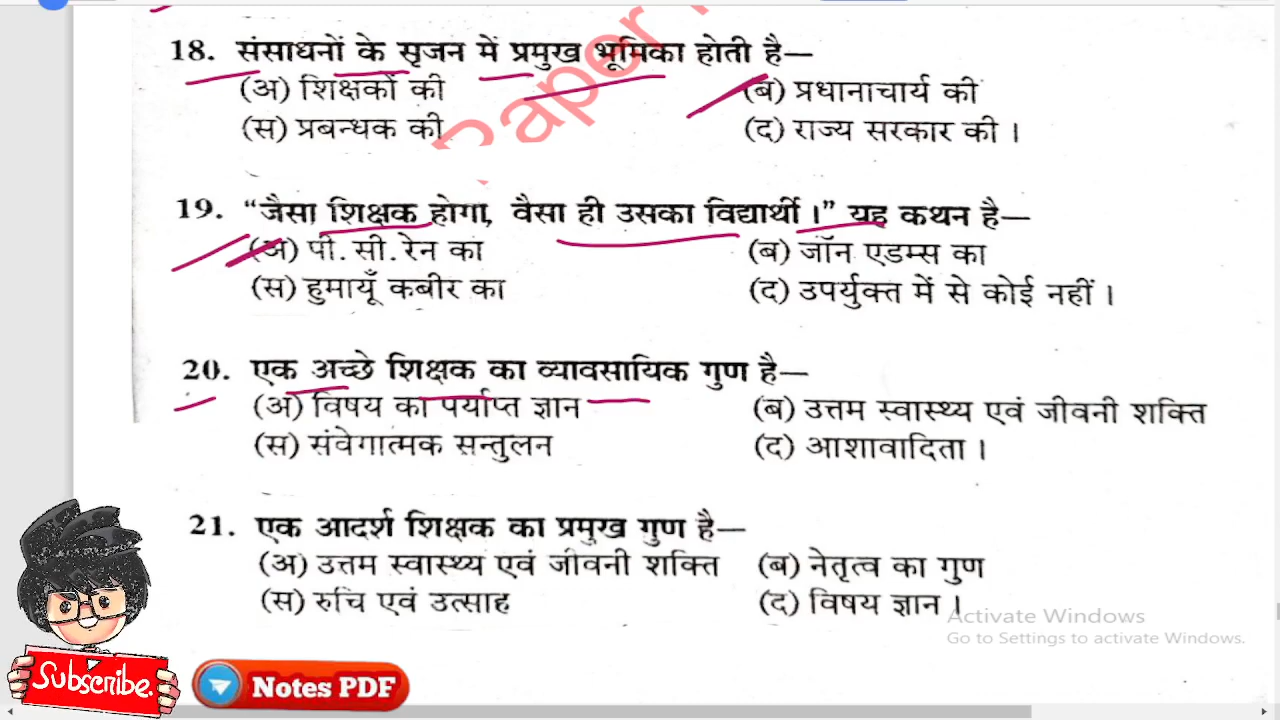 18. संसाधनों के सृजन में प्रमुख भूमिका होती है—
(अ) शिक्षकों की (ब) प्रधानाचार्य की
(स) प्रबन्धक की (द) राज्य सरकार की ।
Paper
19. "जैसा शिक्षक होगा, वैसा ही उसका विद्यार्थी ।" यह कथन है—
(अ) पी. सी. रेन का (ब) जॉन एडम्स का
(स) हुमायूँ कबीर का (द) उपर्युक्त में से कोई नहीं ।
20. एक अच्छे शिक्षक का व्यावसायिक गुण है—
(अ) विषय का पर्याप्त ज्ञान (ब) उत्तम स्वास्थ्य एवं जीवनी शक्ति
(स) संवेगात्मक सन्तुलन (द) आशावादिता ।
21. एक आदर्श शिक्षक का प्रमुख गुण है—
(अ) उत्तम स्वास्थ्य एवं जीवनी शक्ति (ब) नेतृत्व का गुण
(स) रुचि एवं उत्साह (द) विषय ज्ञान ।
Activate Windows
Go to Settings to activate Windows.
Subscribe.
Notes PDF